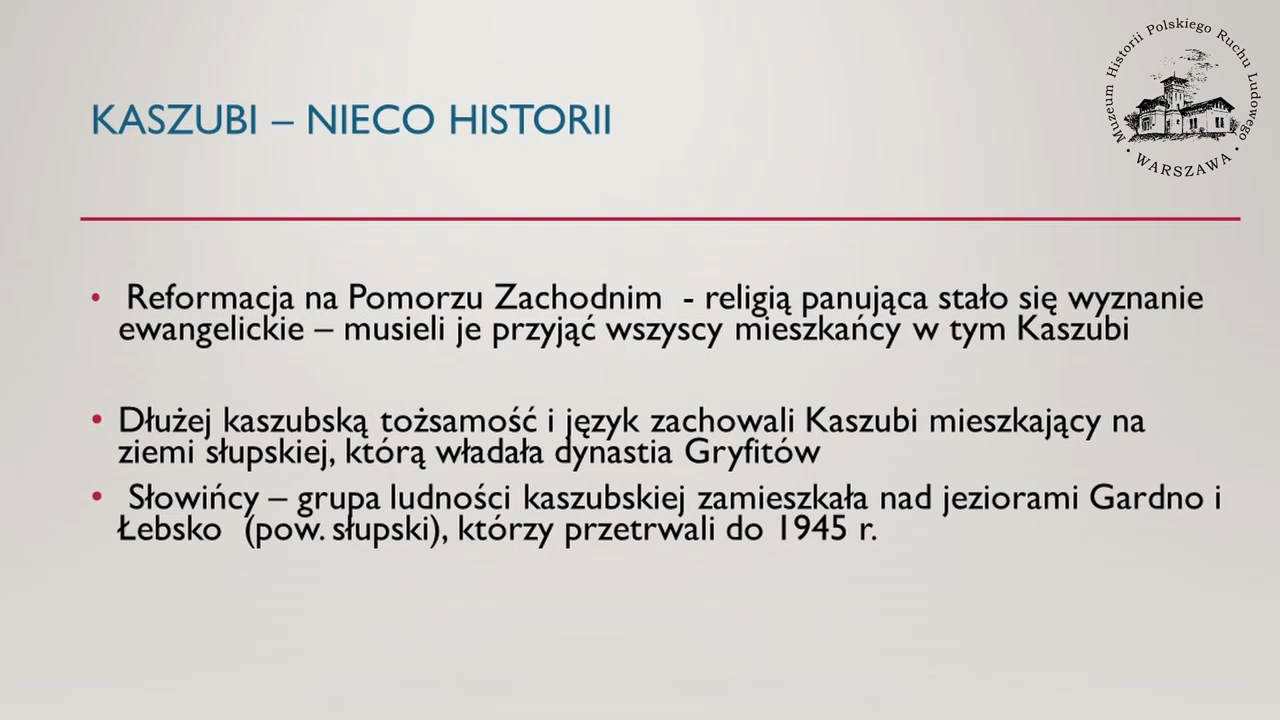 Muzeum Historii Polskiego Ruchu Ludowego
• WARSZAWA •
KASZUBI – NIECO HISTORII
• Reformacja na Pomorzu Zachodnim - religią panująca stało się wyznanie
ewangelickie – musieli je przyjąć wszyscy mieszkańcy w tym Kaszubi
• Dłużej kaszubską tożsamość i język zachowali Kaszubi mieszkający na
ziemi słupskiej, którą władała dynastia Gryfitów
• Słowińcy – grupa ludności kaszubskiej zamieszkała nad jeziorami Gardno i
Łebsko (pow. słupski), którzy przetrwali do 1945 r.